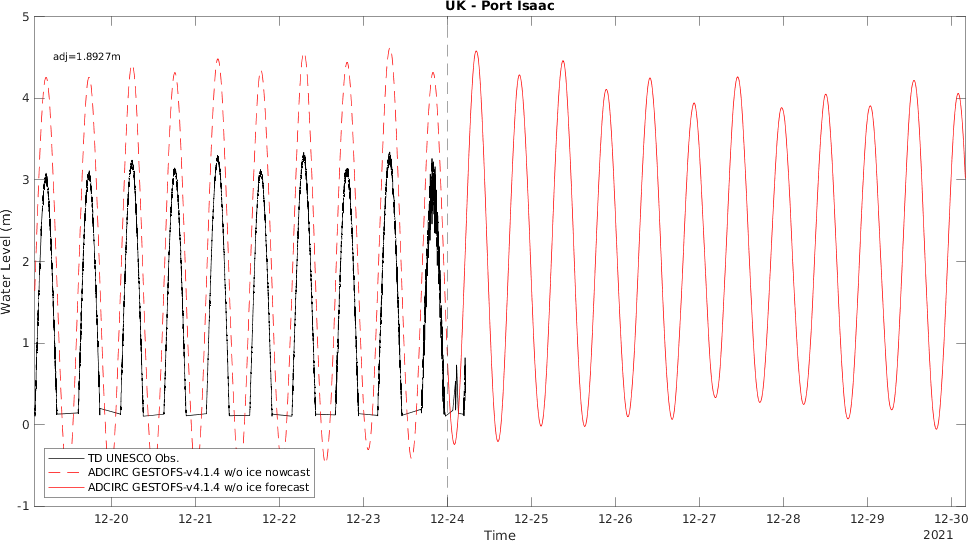 UK - Port Isaac
adj=1.8927m
Water Level (m)
5
4
3
2
1
0
-1
TD UNESCO Obs.
ADCIRC GESTOFS-v4.1.4 w/o ice nowcast
ADCIRC GESTOFS-v4.1.4 w/o ice forecast
12-20 12-21 12-22 12-23 12-24 12-25 12-26 12-27 12-28 12-29 12-30
Time
2021